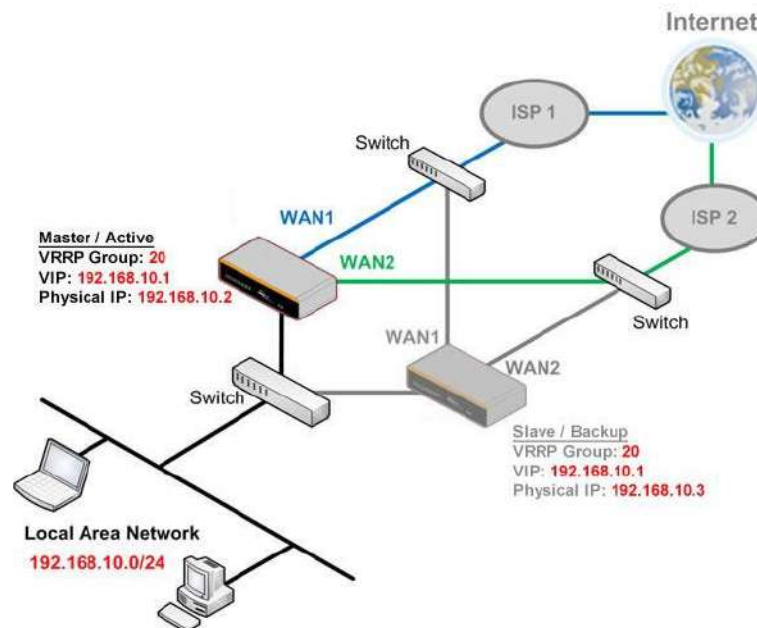 Internet
ISP 1
Switch
WAN1
Master / Active
VRRP Group: 20
VIP: 192.168.10.1
Physical IP: 192.168.10.2
WAN2
ISP 2
Switch
WAN1
WAN2
Switch
Slave / Backup
VRRP Group: 20
VIP: 192.168.10.1
Physical IP: 192.168.10.3
Local Area Network
192.168.10.0/24